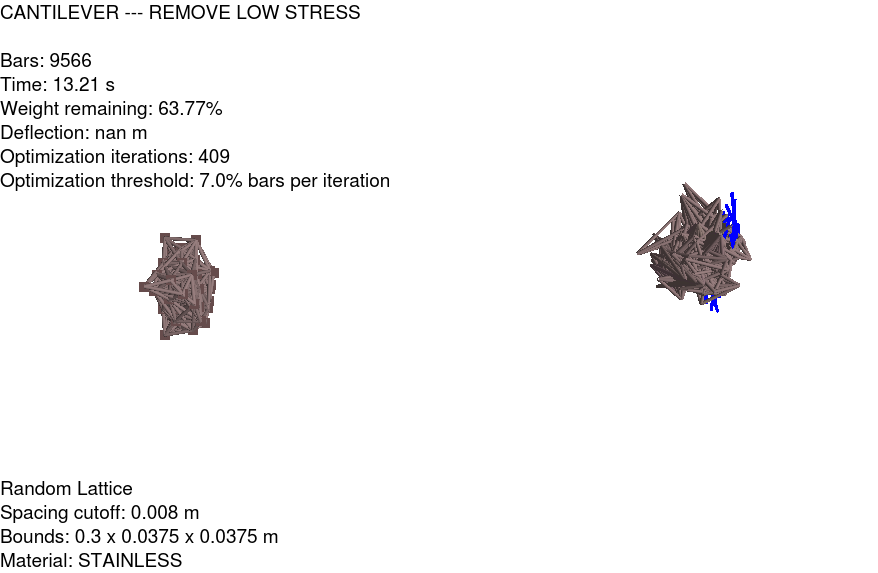 CANTILEVER --- REMOVE LOW STRESS
Bars: 9566
Time: 13.21 s
Weight remaining: 63.77%
Deflection: nan m
Optimization iterations: 409
Optimization threshold: 7.0% bars per iteration
Random Lattice
Spacing cutoff: 0.008 m
Bounds: 0.3 x 0.0375 x 0.0375 m
Material: STAINLESS